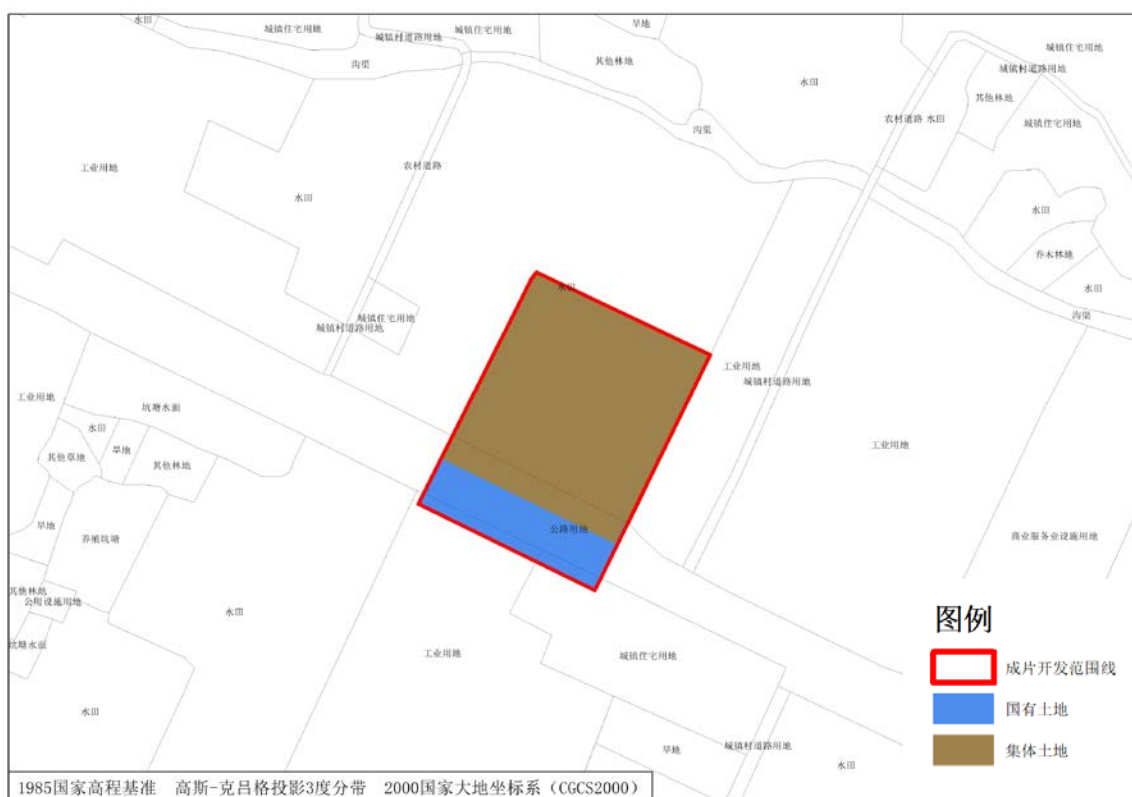 水田
城镇住宅用地
城镇村道路用地
城镇住宅用地
旱地
城镇住宅用地
沟渠
其他林地
水田
城镇村道路用地
其他林地
城镇住宅用地
农村道路
水田
沟渠
工业用地
农村道路
水田
水田
乔木林地
水田
沟渠
水田
城镇住宅用地
城镇村道路用地
工业用地
城镇村道路用地
工业用地
坑塘水面
水田
旱地
其他草地
其他林地
工业用地
旱地
养殖坑塘
公路用地
商业服务业设施用地
其他林地
公用设施用地
水田
坑塘水面
工业用地
城镇住宅用地
水田
旱地
城镇村道路用地
水田
图例
成片开发范围线
国有土地
集体土地
1985国家高程基准 高斯-克吕格投影3度分带 2000国家大地坐标系（CGCS2000）